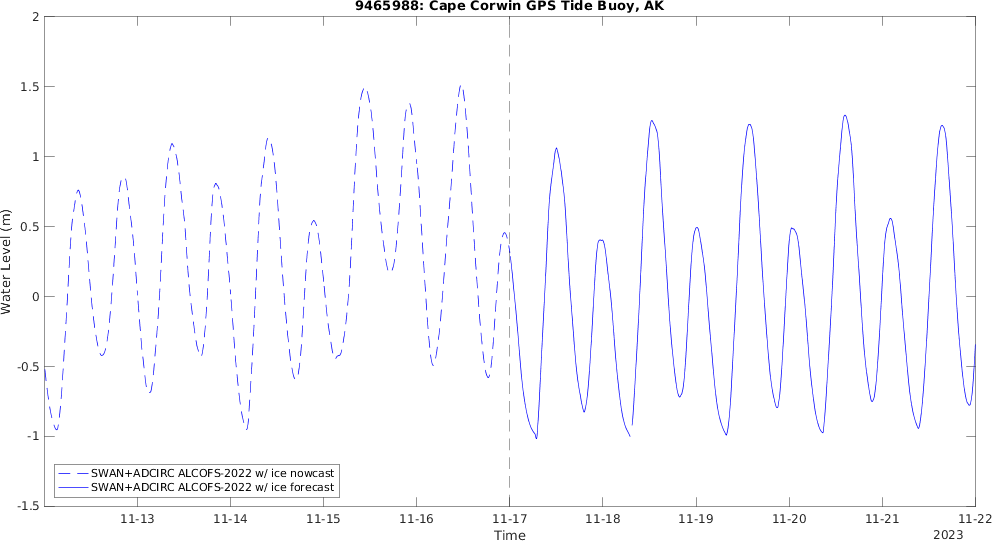 9465988: Cape Corwin GPS Tide Buoy, AK
2
1.5
1
0.5
0
-0.5
-1
-1.5
Water Level (m)
SWAN+ADCIRC ALCOFS-2022 w/ ice nowcast
SWAN+ADCIRC ALCOFS-2022 w/ ice forecast
11-13 11-14 11-15 11-16 11-17 11-18 11-19 11-20 11-21 11-22
Time
2023